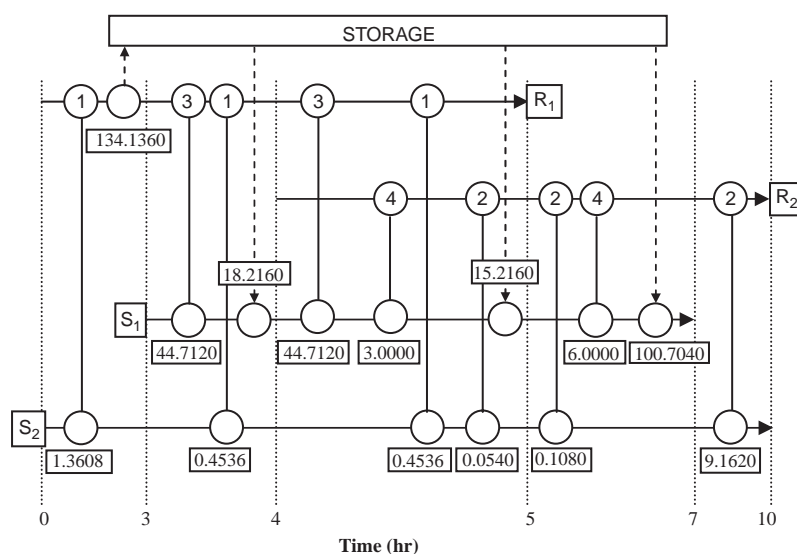 STORAGE
1 3 1 3 1 R1
134.1360
4 2 2 4 2 R2
18.2160 15.2160
S1
44.7120 44.7120 3.0000 6.0000 100.7040
S2
1.3608 0.4536 0.4536 0.0540 0.1080 9.1620
0 3 4 5 7 10
Time (hr)